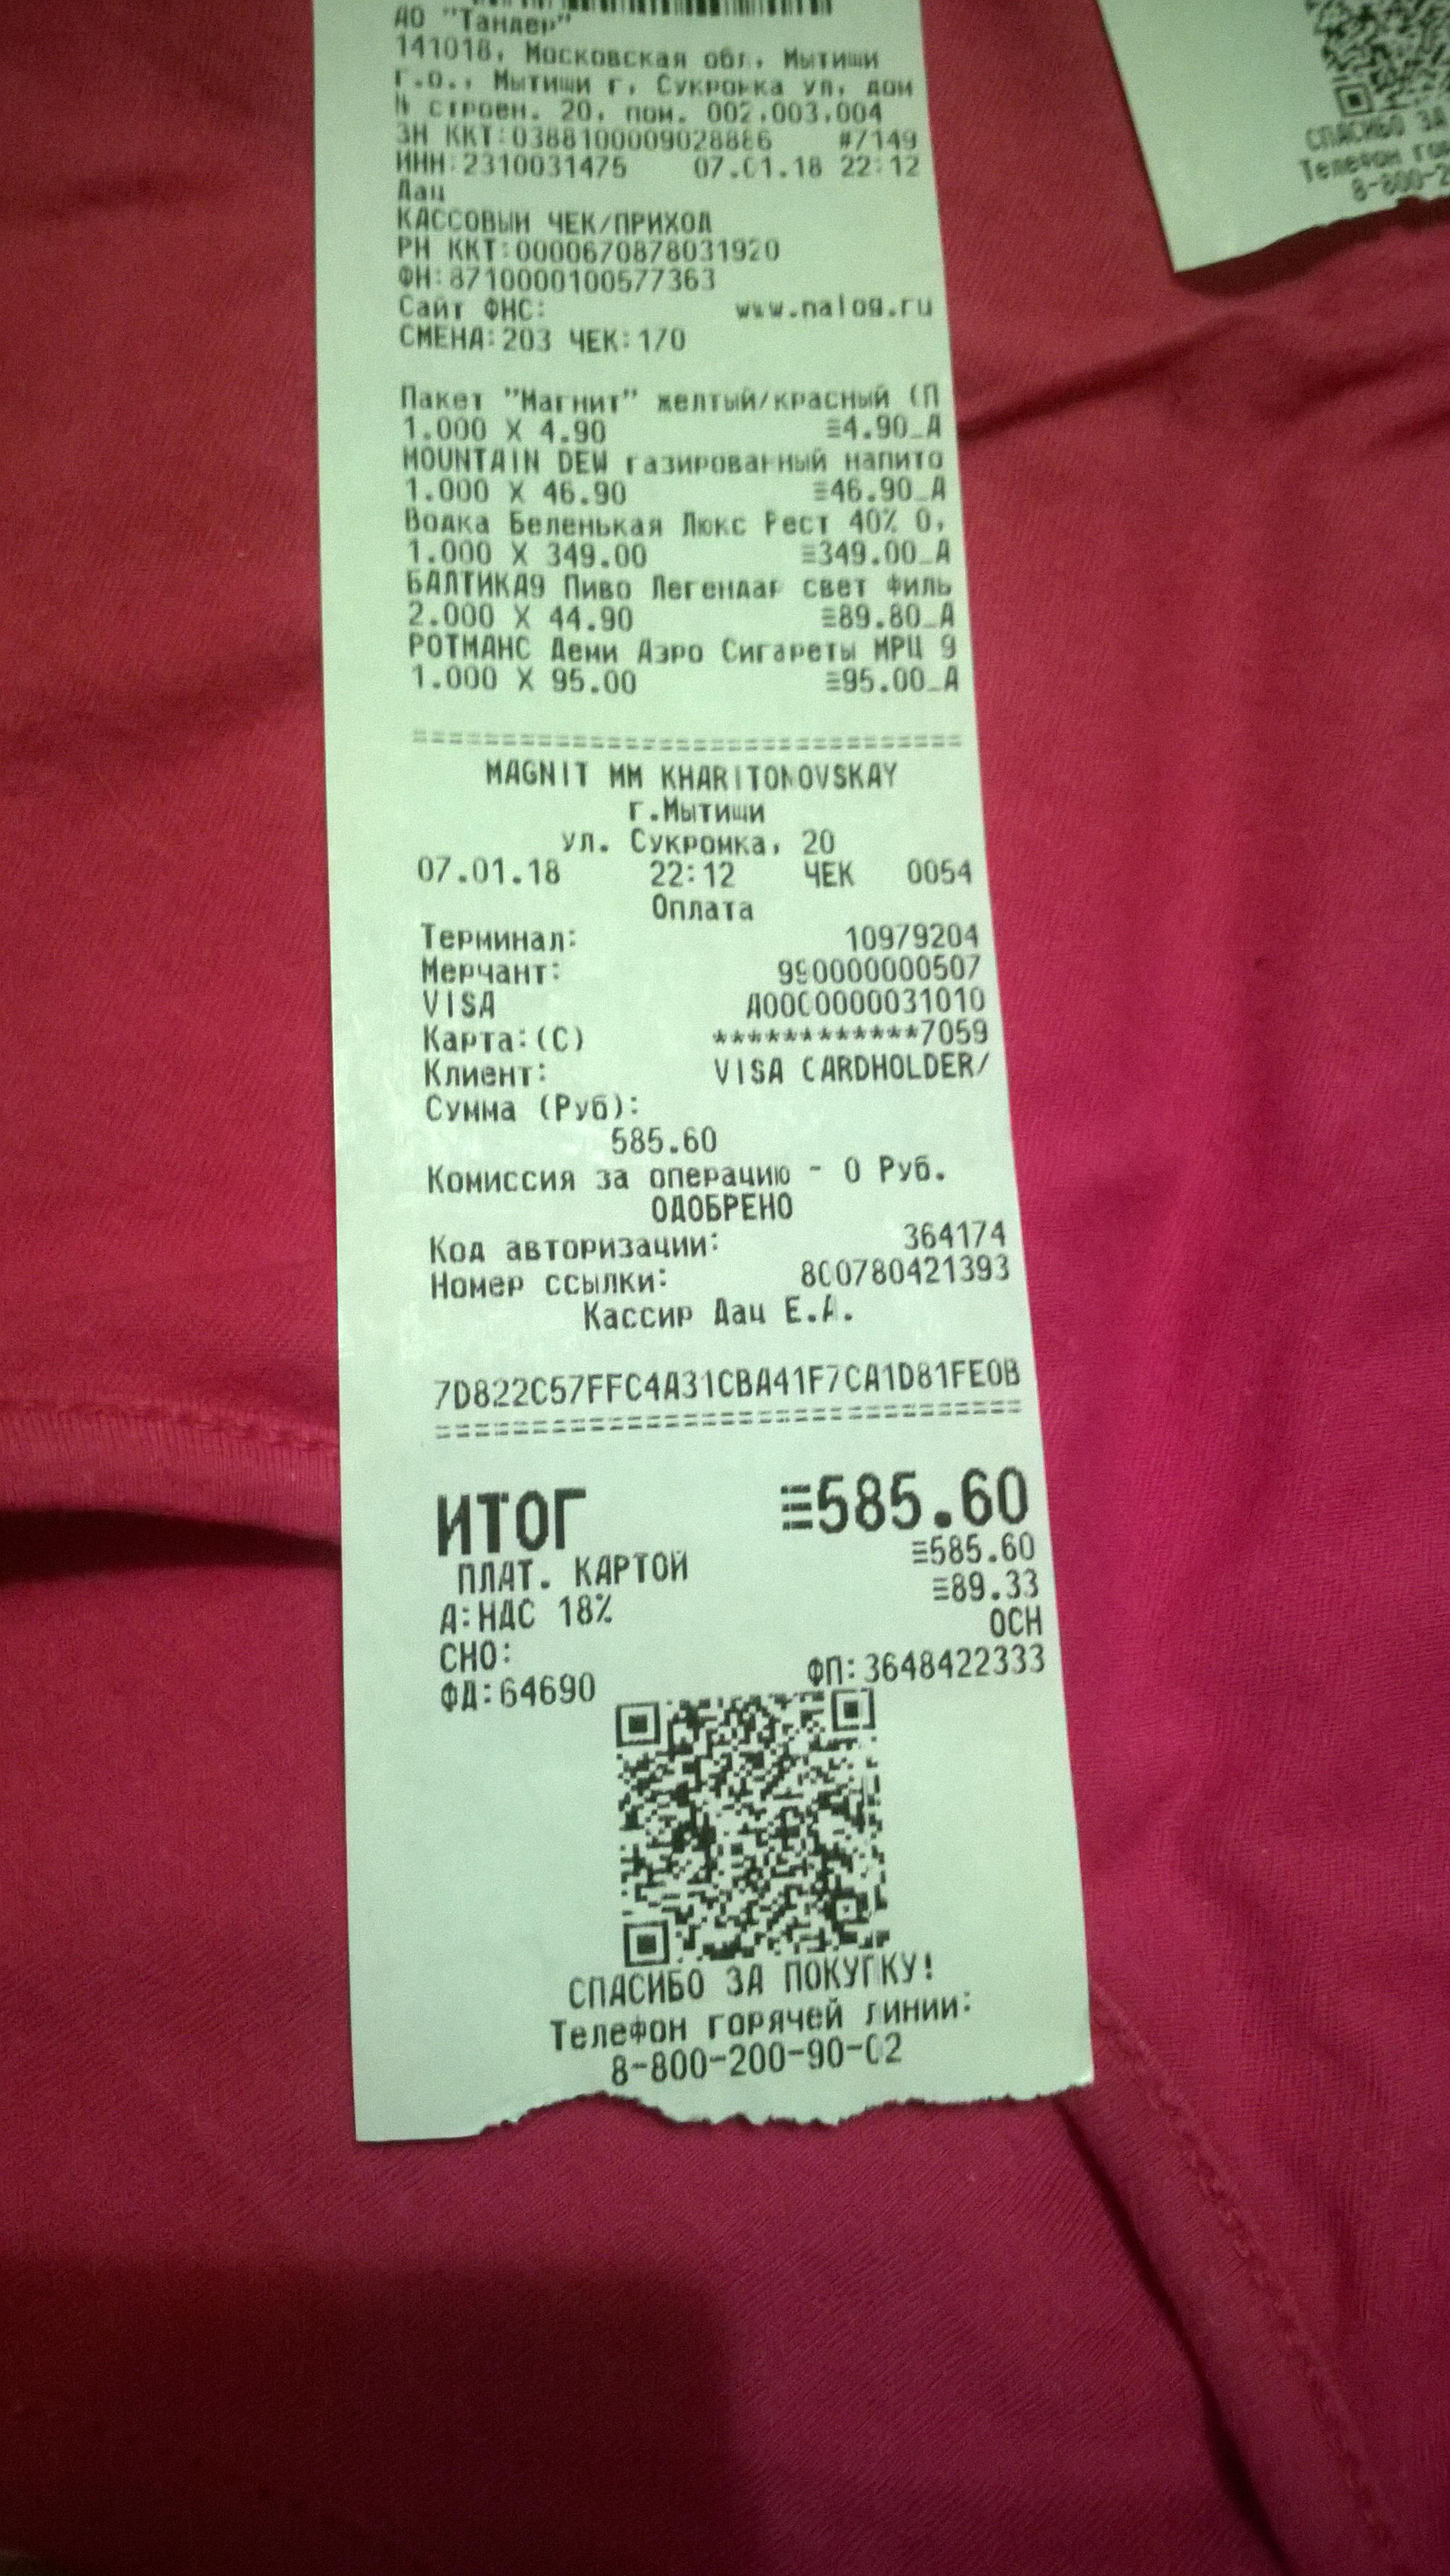 АО "Тандер"
141018, Московская обл, Мытищи
г.о., Мытищи г, Сукромка ул, дом
N строен. 20, пом. 002,003,004
ЗН ККТ:0388100009028886 #7149
ИНН:2310031475 07.01.18 22:12
Дац
КАССОВЫЙ ЧЕК/ПРИХОД
РН ККТ:0000670878031920
ФН:8710000100577363
Сайт ФНС: www.nalog.ru
СМЕНА:203 ЧЕК:170
Пакет "Магнит" желтый/красный (П
1.000 X 4.90 ≡4.90_А
MOUNTAIN DEW газированный напито
1.000 X 46.90 ≡46.90_А
Водка Беленькая Люкс Рест 40% 0,
1.000 X 349.00 ≡349.00_А
БАЛТИКА9 Пиво Легендар свет филь
2.000 X 44.90 ≡89.80_А
РОТМАНС Деми Аэро Сигареты МРЦ 9
1.000 X 95.00 ≡95.00_А
===============================
MAGNIT MM KHARITONOVSKAY
г.Мытищи
ул. Сукромка, 20
07.01.18 22:12 ЧЕК 0054
Оплата
Терминал: 10979204
Мерчант: 990000000507
VISA A0000000031010
Карта:(С) ************7059
Клиент: VISA CARDHOLDER/
Сумма (Руб):
585.60
Комиссия за операцию - 0 Руб.
ОДОБРЕНО
Код авторизации: 364174
Номер ссылки: 800780421393
Кассир Дац Е.А.
7D822C57FFC4A31CBA41F7CA1D81FE0B
===============================
ИТОГ ≡585.60
ПЛАТ. КАРТОЙ ≡585.60
А:НДС 18% ≡89.33
СНО: ОСН
ФД:64690 ФП:3648422333
СПАСИБО ЗА ПОКУПКУ!
Телефон горячей линии:
8-800-200-90-02
СПАСИБО ЗА
Телефон гор
8-800-2